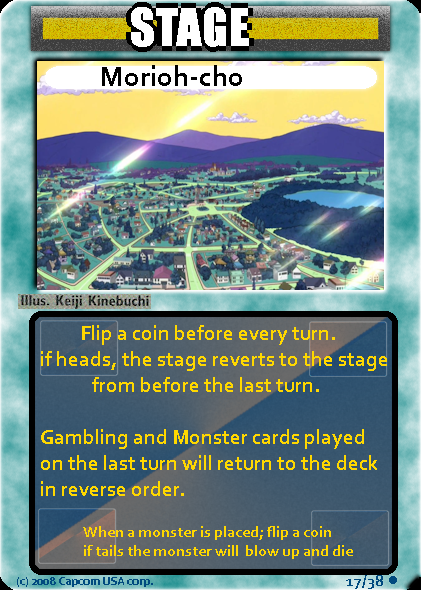 STAGE
Morioh-cho
Illus. Keiji Kinebuchi
Flip a coin before every turn.
if heads, the stage reverts to the stage
from before the last turn.
Gambling and Monster cards played
on the last turn will return to the deck
in reverse order.
When a monster is placed; flip a coin
if tails the monster will blow up and die
(c) 2008 Capcom USA corp.
17/38